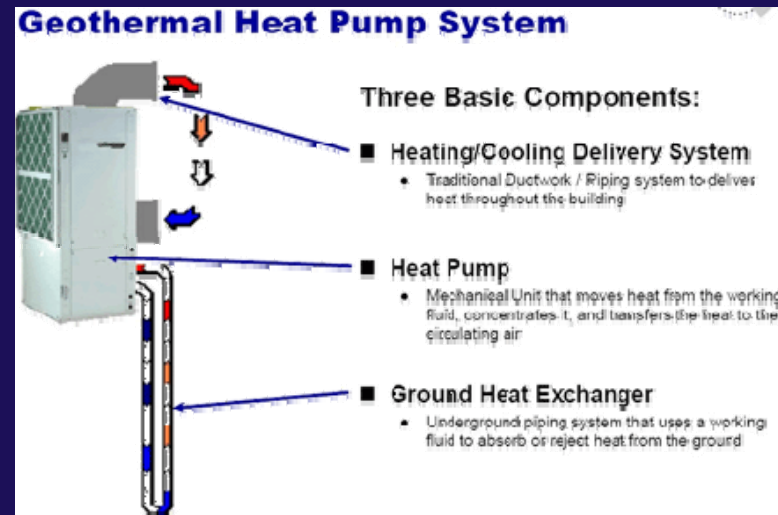 Geothermal Heat Pump System
Three Basic Components:
■ Heating/Cooling Delivery System
• Traditional Ductwork / Piping system to delives
heat throughout the building
■ Heat Pump
• Mechanical Unit that moves heat from the working
fluid, concentrates it, and transfers the heat to the
circulating air
■ Ground Heat Exchanger
• Underground piping system that uses a working
fluid to absorb or reject heat from the ground